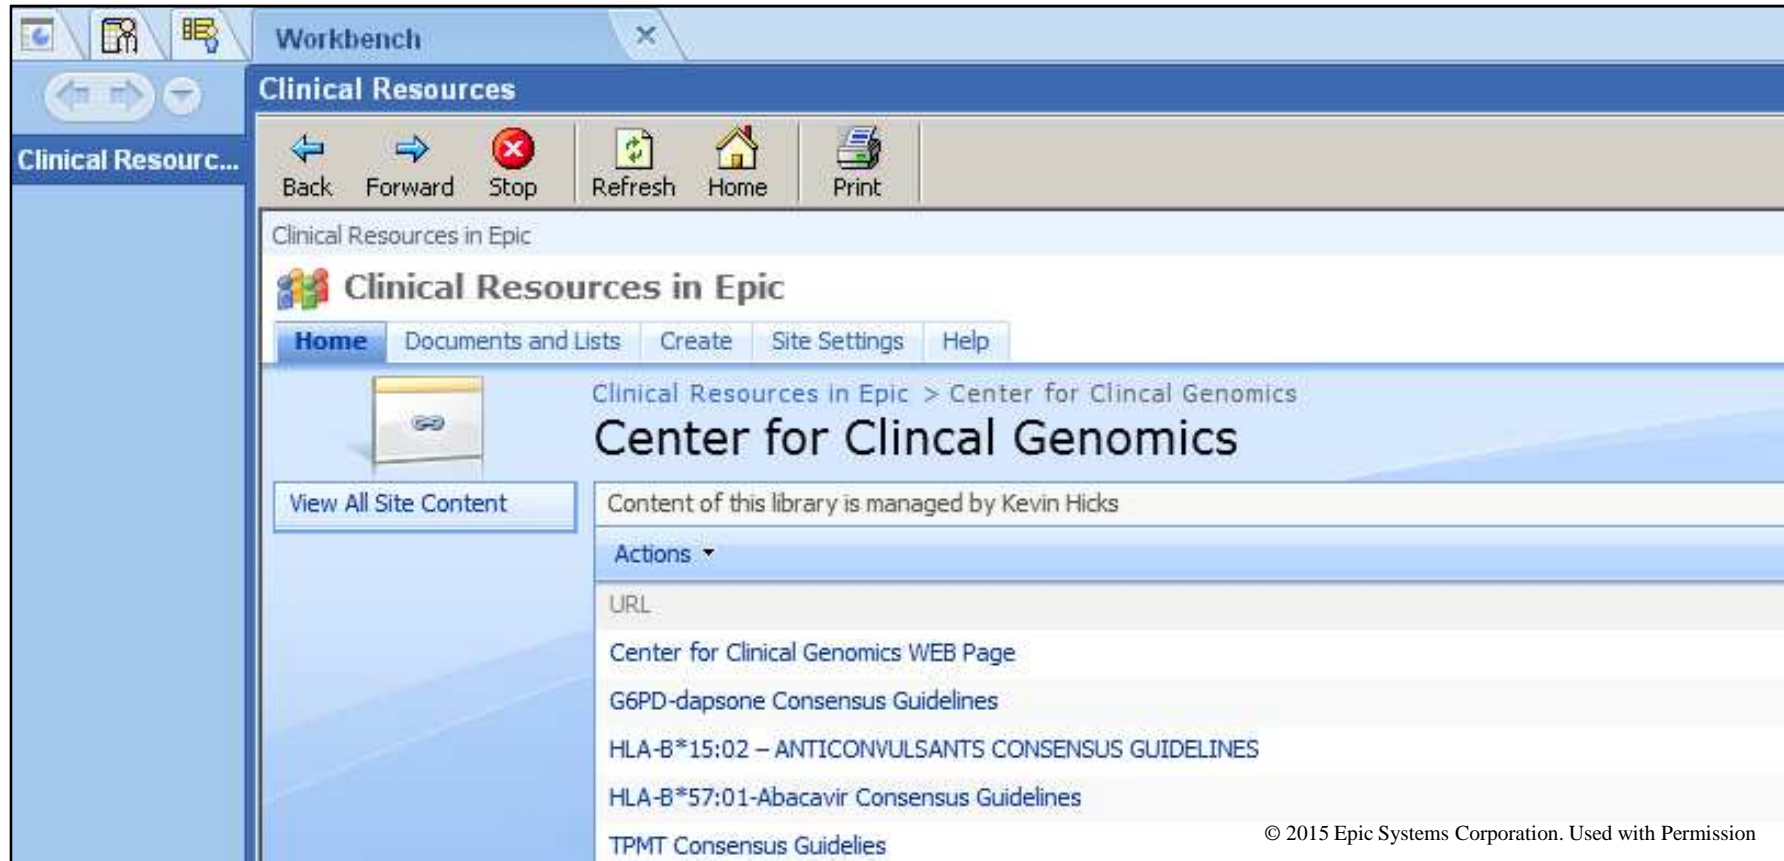 Workbench
Clinical Resources
Clinical Resourc...
Back Forward Stop Refresh Home Print
Clinical Resources in Epic
Clinical Resources in Epic
Home Documents and Lists Create Site Settings Help
Clinical Resources in Epic > Center for Clincal Genomics
Center for Clincal Genomics
View All Site Content
Content of this library is managed by Kevin Hicks
Actions
URL
Center for Clinical Genomics WEB Page
G6PD-dapsone Consensus Guidelines
HLA-B*15:02 – ANTICONVULSANTS CONSENSUS GUIDELINES
HLA-B*57:01-Abacavir Consensus Guidelines
TPMT Consensus Guidelies
© 2015 Epic Systems Corporation. Used with Permission